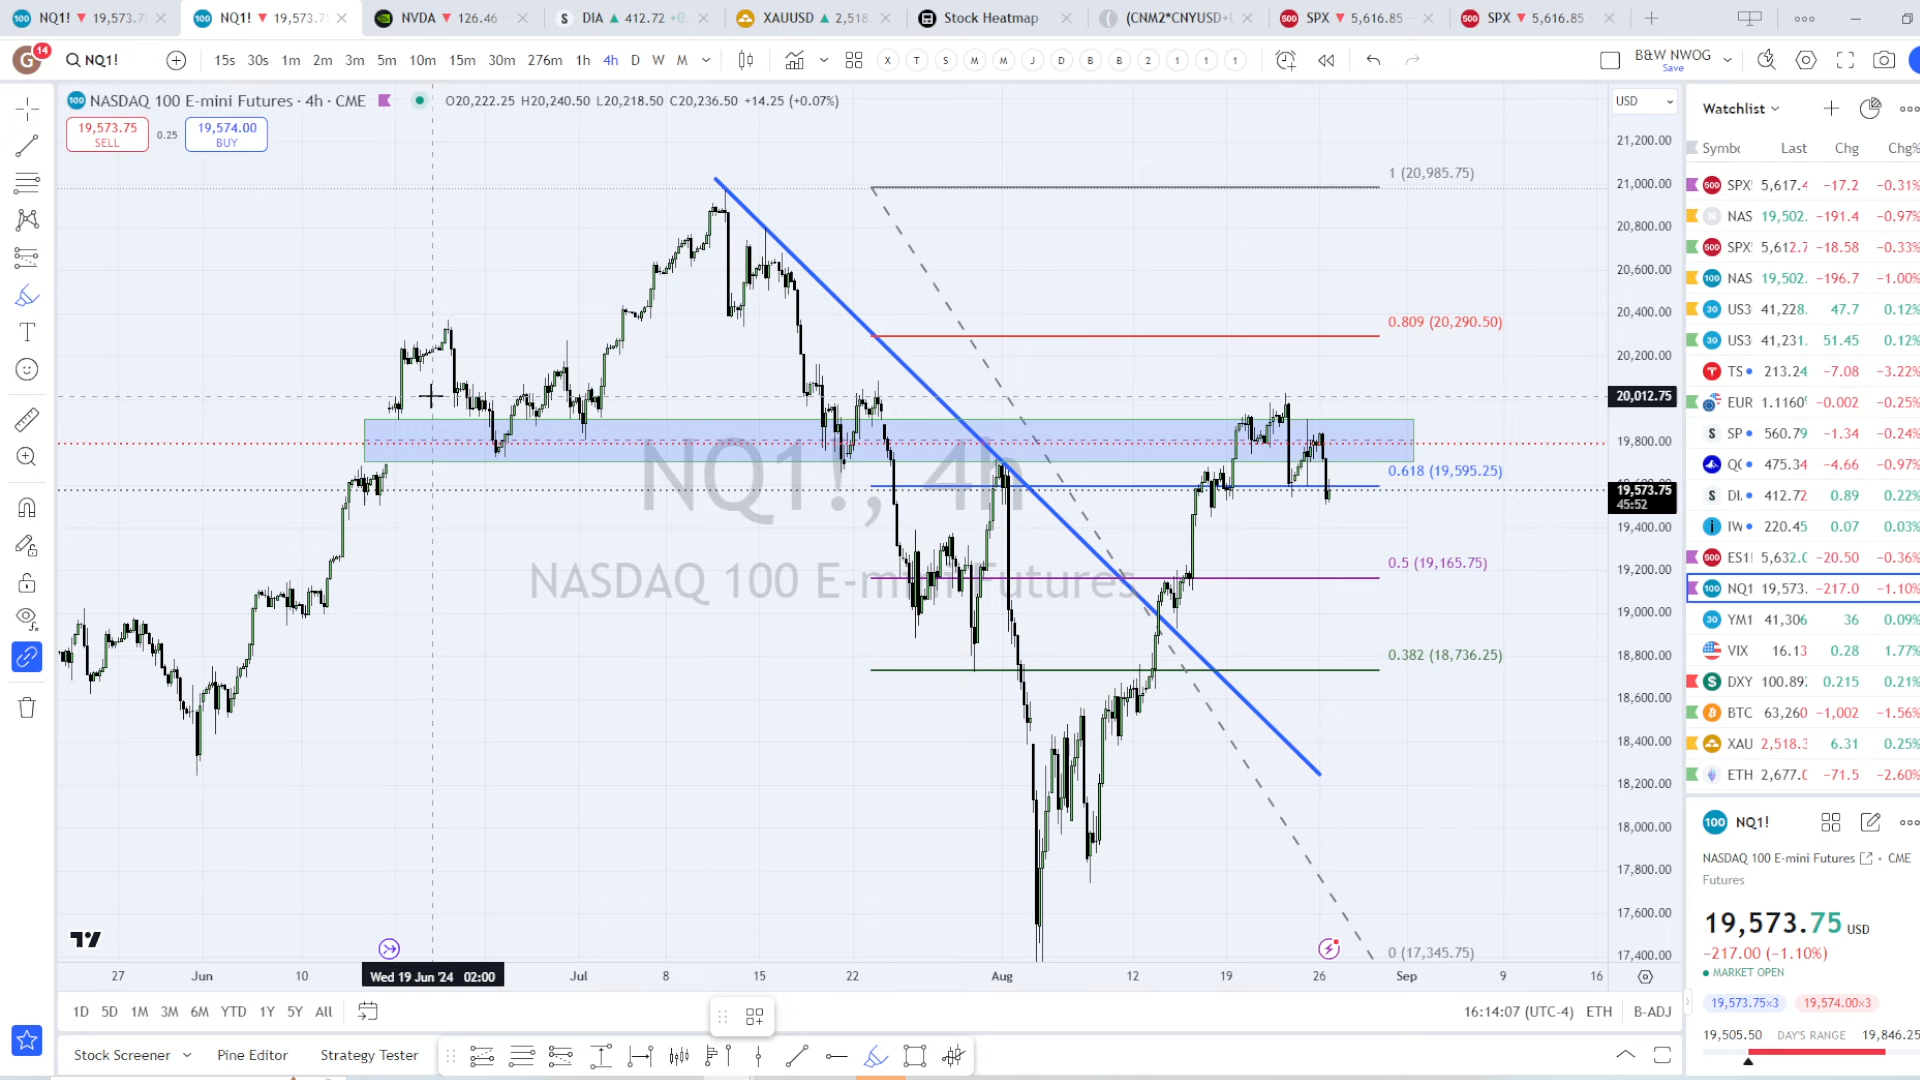 NQ1! ▼ 19,573.7
NQ1! ▼ 19,573.7
NVDA ▼ 126.46 −
DIA ▲ 412.72 +0.
XAUUSD ▲ 2,518.
Stock Heatmap
(CNM2*CNYUSD+
SPX ▼ 5,616.85 −
SPX ▼ 5,616.85 −
G 14
NQ1!
15s 30s 1m 2m 3m 5m 10m 15m 30m 276m 1h 4h D W M
X T S M M J D B B 2 1 1 1
B&W NWOG
Save
NASDAQ 100 E-mini Futures · 4h · CME
O20,222.25 H20,240.50 L20,218.50 C20,236.50 +14.25 (+0.07%)
19,573.75
SELL
0.25
19,574.00
BUY
USD
21,200.00
21,000.00
20,800.00
20,600.00
20,400.00
20,200.00
20,012.75
19,800.00
19,573.75
45:52
19,400.00
19,200.00
19,000.00
18,800.00
18,600.00
18,400.00
18,200.00
18,000.00
17,800.00
17,600.00
17,400.00
1 (20,985.75)
0.809 (20,290.50)
0.618 (19,595.25)
0.5 (19,165.75)
0.382 (18,736.25)
0 (17,345.75)
NQ1!, 4h
NASDAQ 100 E-mini Futures
27 Jun 10 Wed 19 Jun '24 02:00 Jul 8 15 22 Aug 12 19 26 Sep 9 16
1D 5D 1M 3M 6M YTD 1Y 5Y All
16:14:07 (UTC-4) ETH B-ADJ
Stock Screener Pine Editor Strategy Tester
Watchlist
Symbo Last Chg Chg%
SPX 5,617.4 −17.2 −0.31%
NAS 19,502. −191.4 −0.97%
SPX 5,612.7 −18.58 −0.33%
NAS 19,502. −196.7 −1.00%
US3 41,228. 47.7 0.12%
US3 41,231. 51.45 0.12%
TS 213.24 −7.08 −3.22%
EUR 1.1160 −0.002 −0.25%
SP 560.79 −1.34 −0.24%
QQ 475.34 −4.66 −0.97%
DI. 412.72 0.89 0.22%
IW 220.45 0.07 0.03%
ES1! 5,632.0 −20.50 −0.36%
NQ1 19,573. −217.0 −1.10%
YM1 41,306 36 0.09%
VIX 16.13 0.28 1.77%
DXY 100.89 0.215 0.21%
BTC 63,260 −1,002 −1.56%
XAU 2,518.3 6.31 0.25%
ETH 2,677.0 −71.5 −2.60%
100 NQ1!
NASDAQ 100 E-mini Futures • CME
Futures
19,573.75 USD
−217.00 (−1.10%)
MARKET OPEN
19,573.75×3 19,574.00×3
19,505.50 DAY'S RANGE 19,846.25